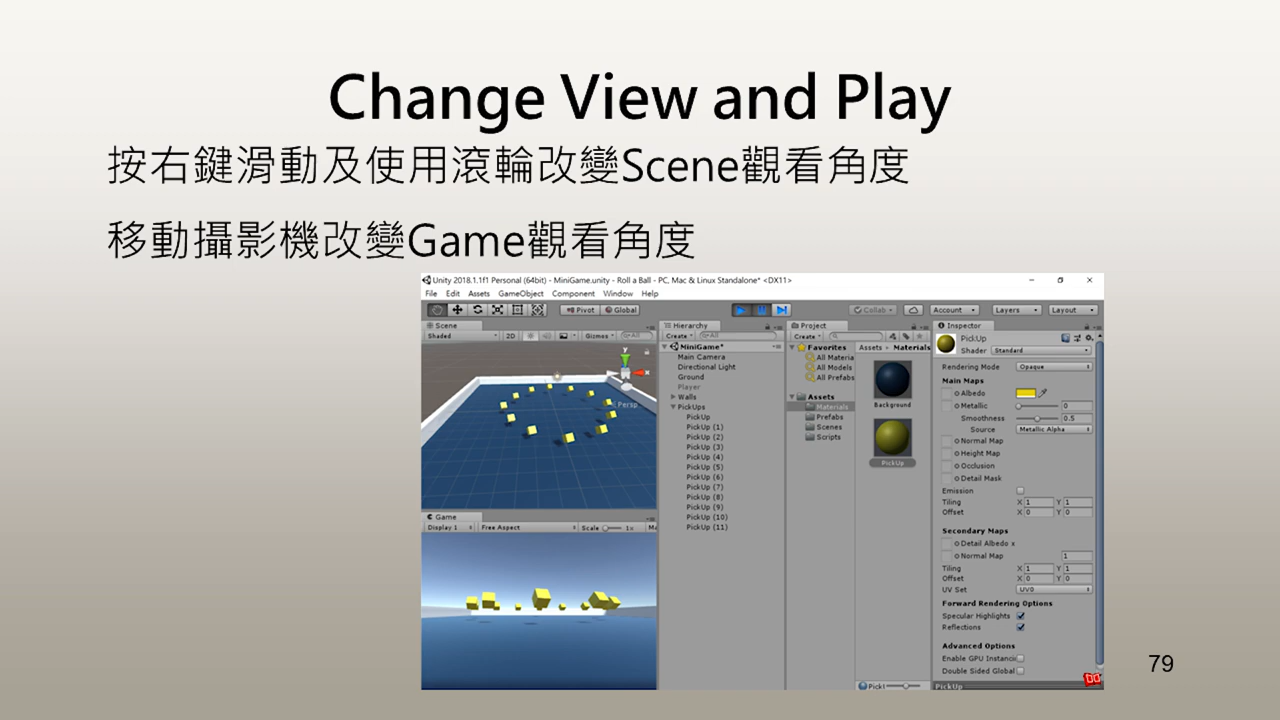 Change View and Play
按右鍵滑動及使用滾輪改變Scene觀看角度
移動攝影機改變Game觀看角度
Unity 2018.1.1f1 Personal (64bit) - MiniGame.unity - Roll a Ball - PC, Mac & Linux Standalone* <DX11>
File Edit Assets GameObject Component Window Help
Pivot Global Collab Account Layers Layout
Scene
Shaded 2D Gizmos All
y
x
Persp
Game
Display 1 Free Aspect Scale 1x Ma
Hierarchy
Create All
MiniGame*
Main Camera
Directional Light
Ground
Player
Walls
PickUps
PickUp
PickUp (1)
PickUp (2)
PickUp (3)
PickUp (4)
PickUp (5)
PickUp (6)
PickUp (7)
PickUp (8)
PickUp (9)
PickUp (10)
PickUp (11)
Project
Create
Favorites
All Materia
All Models
All Prefabs
Assets
Materials
Prefabs
Scenes
Scripts
Assets Materials
Background
PickUp
PickU
Inspector
PickUp
Shader Standard
Rendering Mode Opaque
Main Maps
Albedo
Metallic 0
Smoothness 0.5
Source Metallic Alpha
Normal Map
Height Map
Occlusion
Detail Mask
Emission
Tiling X 1 Y 1
Offset X 0 Y 0
Secondary Maps
Detail Albedo x
Normal Map 1
Tiling X 1 Y 1
Offset X 0 Y 0
UV Set UV0
Forward Rendering Options
Specular Highlights
Reflections
Advanced Options
Enable GPU Instancin
Double Sided Global
PickUp
79